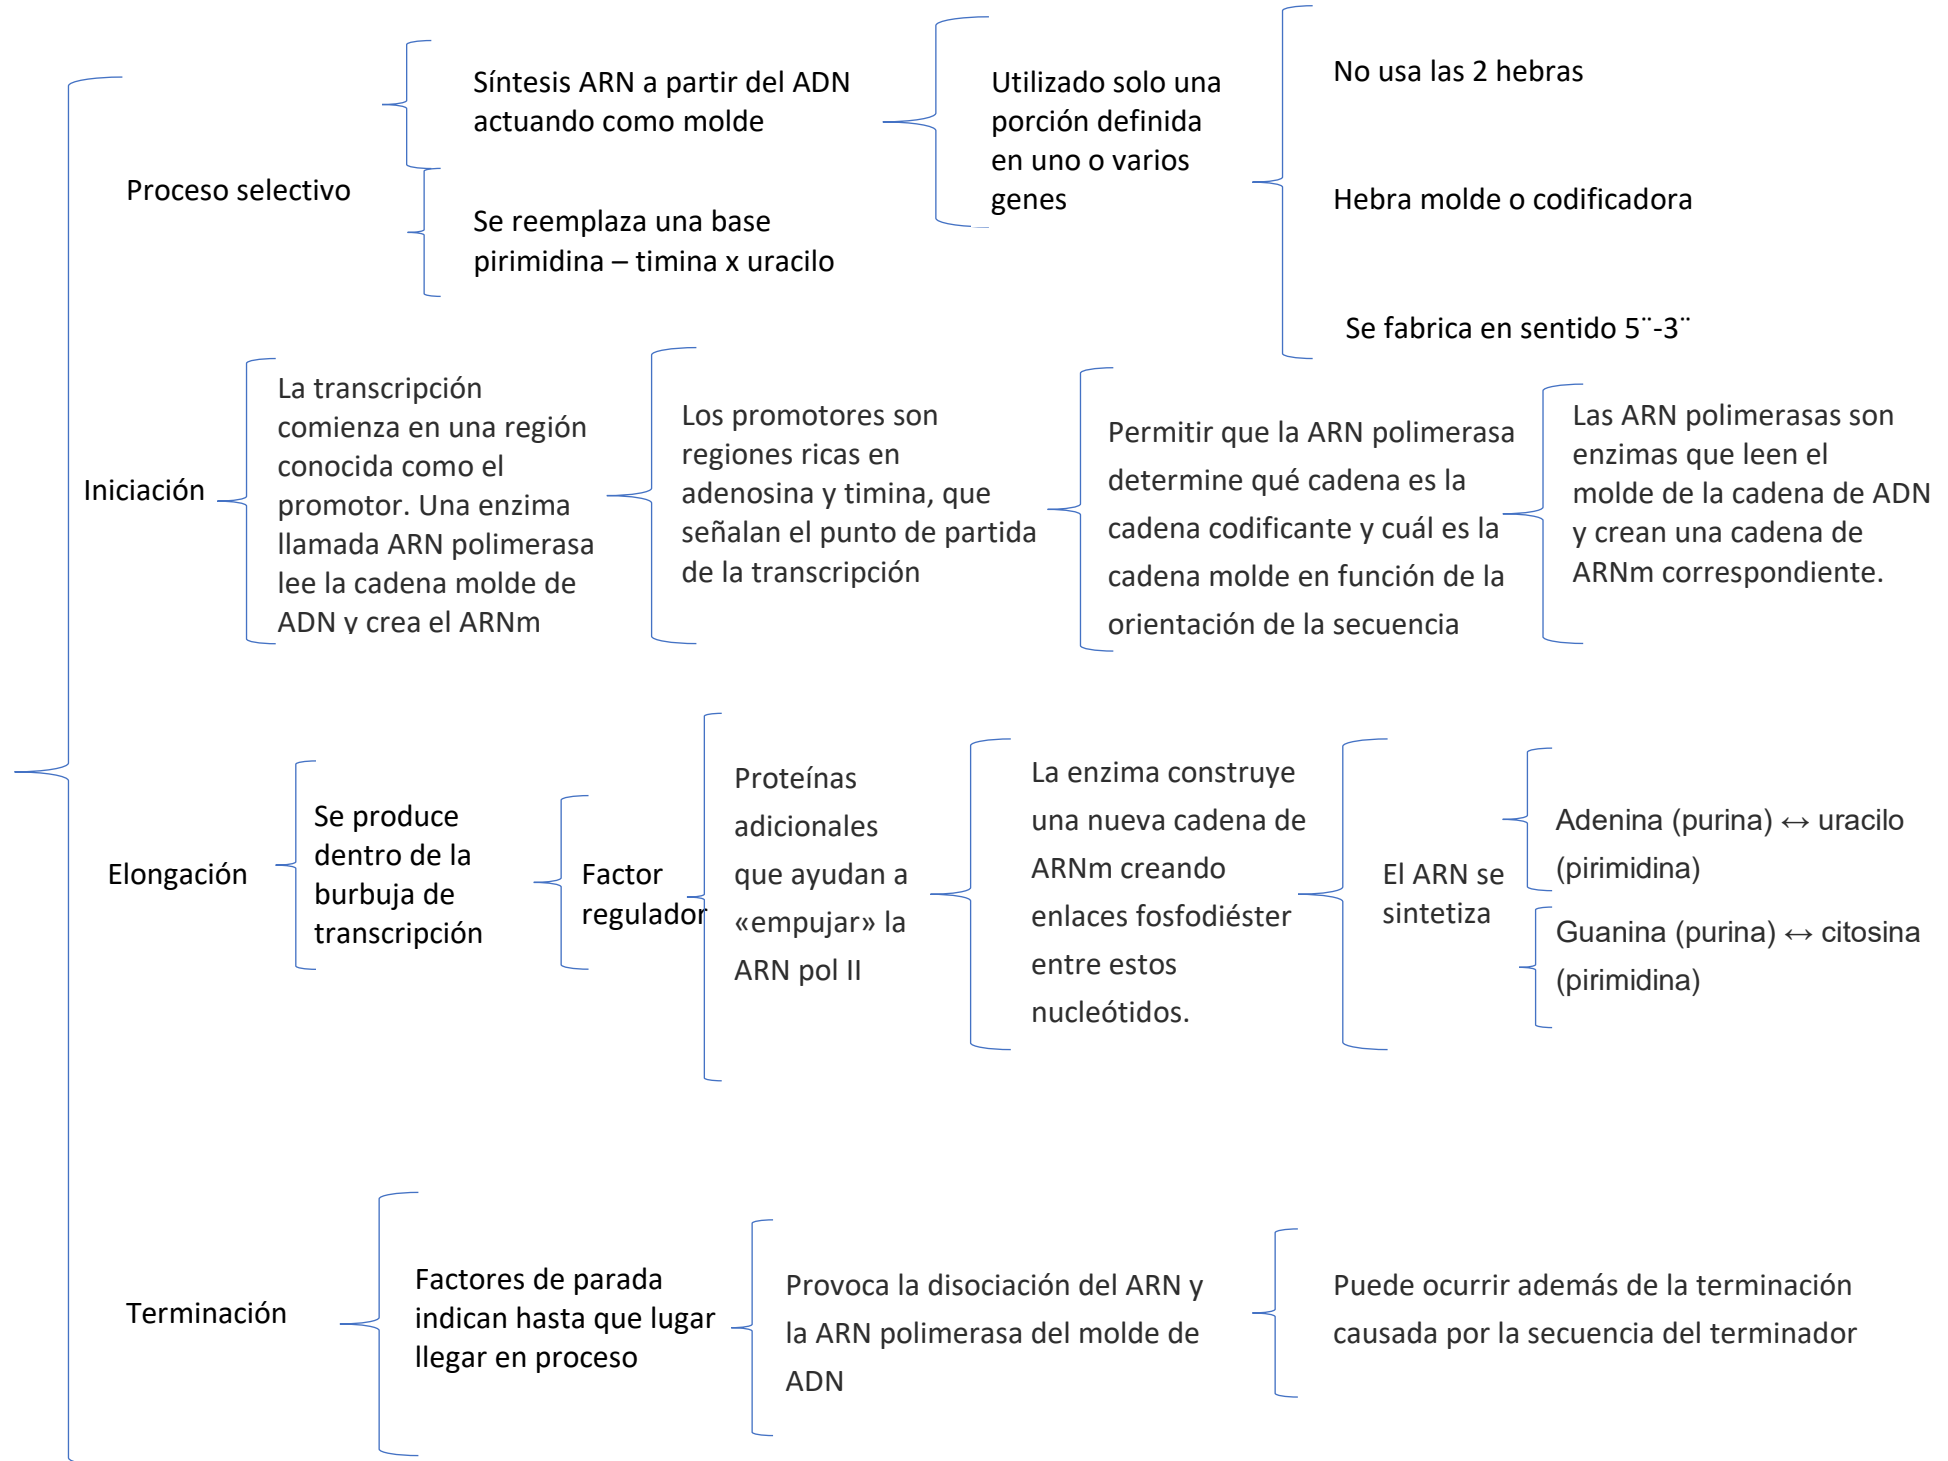 Proceso selectivo
Síntesis ARN a partir del ADN
actuando como molde
Se reemplaza una base
pirimidina – timina x uracilo
Utilizado solo una
porción definida
en uno o varios
genes
No usa las 2 hebras
Hebra molde o codificadora
Se fabrica en sentido 5¨-3¨
Iniciación
La transcripción
comienza en una región
conocida como el
promotor. Una enzima
llamada ARN polimerasa
lee la cadena molde de
ADN y crea el ARNm
Los promotores son
regiones ricas en
adenosina y timina, que
señalan el punto de partida
de la transcripción
Permitir que la ARN polimerasa
determine qué cadena es la
cadena codificante y cuál es la
cadena molde en función de la
orientación de la secuencia
Las ARN polimerasas son
enzimas que leen el
molde de la cadena de ADN
y crean una cadena de
ARNm correspondiente.
Elongación
Se produce
dentro de la
burbuja de
transcripción
Factor
regulador
Proteínas
adicionales
que ayudan a
«empujar» la
ARN pol II
La enzima construye
una nueva cadena de
ARNm creando
enlaces fosfodiéster
entre estos
nucleótidos.
El ARN se
sintetiza
Adenina (purina) ↔ uracilo
(pirimidina)
Guanina (purina) ↔ citosina
(pirimidina)
Terminación
Factores de parada
indican hasta que lugar
llegar en proceso
Provoca la disociación del ARN y
la ARN polimerasa del molde de
ADN
Puede ocurrir además de la terminación
causada por la secuencia del terminador